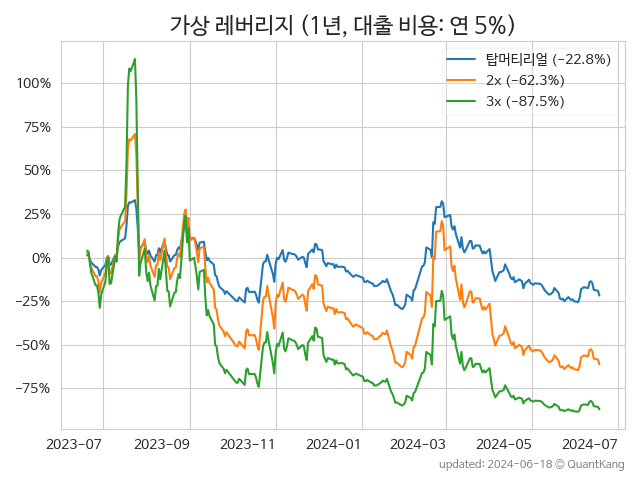 가상 레버리지 (1년, 대출 비용: 연 5%)
탑머티리얼 (−22.8%)
2x (−62.3%)
3x (−87.5%)
100%
75%
50%
25%
0%
−25%
−50%
−75%
2023-07 2023-09 2023-11 2024-01 2024-03 2024-05 2024-07
updated: 2024-06-18 © QuantKang